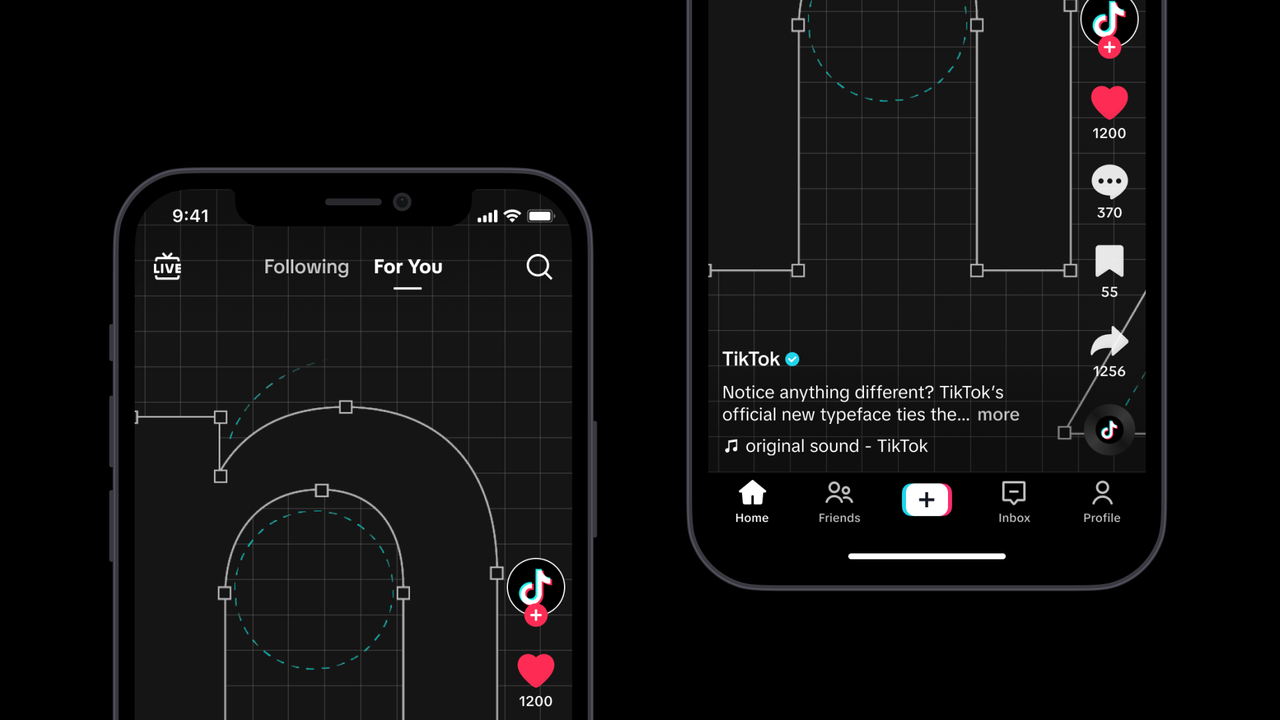 9:41
LIVE
Following
For You
1200
1200
370
55
1256
TikTok
Notice anything different? TikTok’s
official new typeface ties the... more
original sound - TikTok
Home
Friends
Inbox
Profile